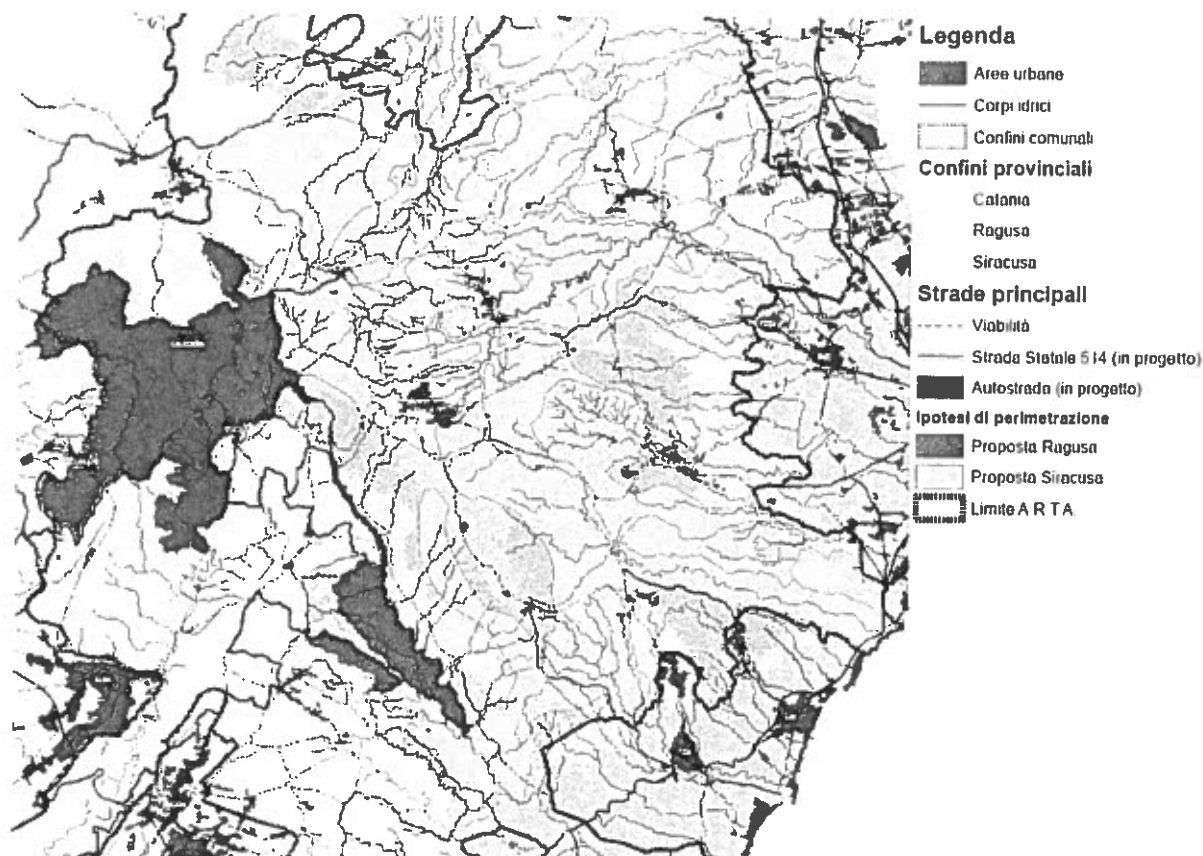 Legenda
Aree urbane
Corpi idrici
Confini comunali
Confini provinciali
Catania
Ragusa
Siracusa
Strade principali
Viabilità
Strada Statale 514 (in progetto)
Autostrada (in progetto)
Ipotesi di perimetrazione
Proposta Ragusa
Proposta Siracusa
Limite A R T A